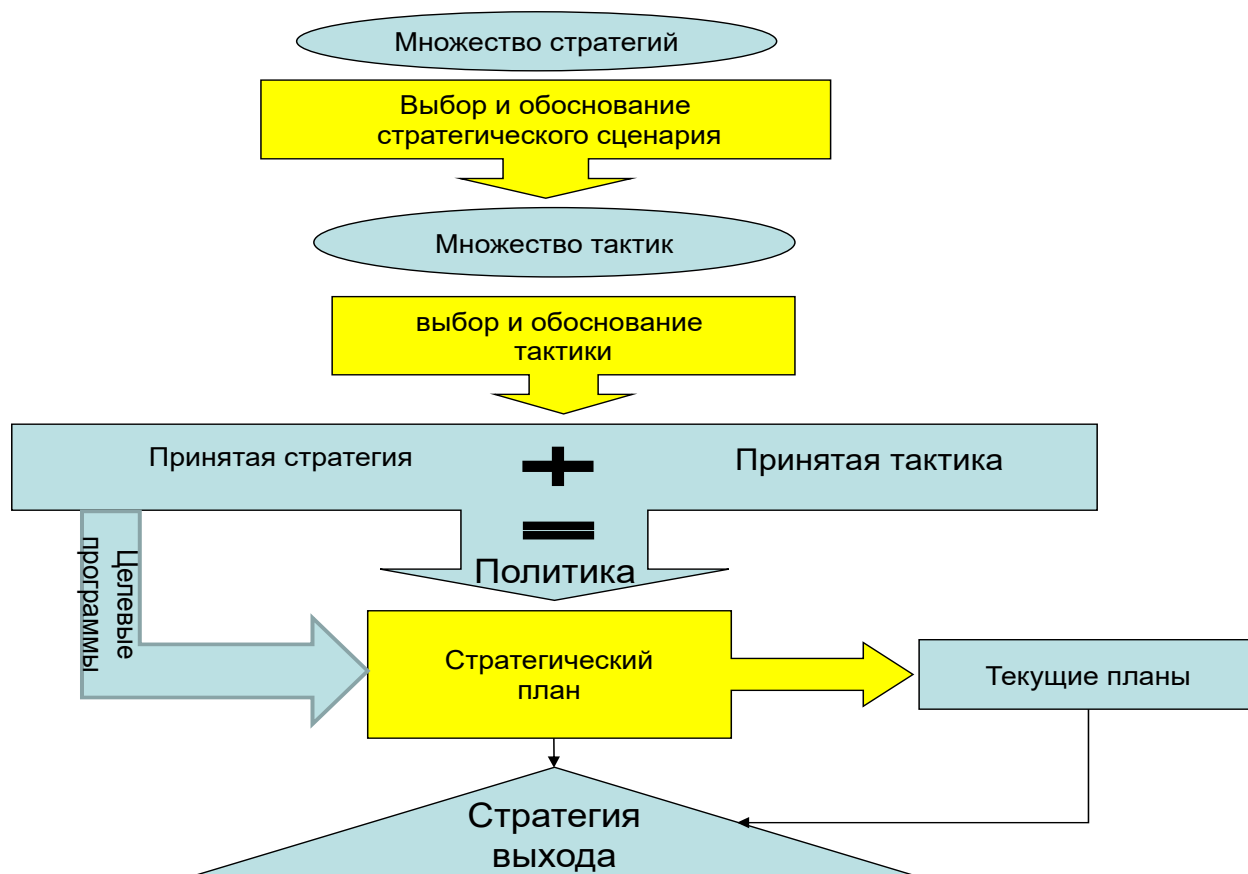 Множество стратегий
Выбор и обоснование
стратегического сценария
Множество тактик
выбор и обоснование
тактики
Принятая стратегия + Принятая тактика
=
Политика
Целевые
программы
Стратегический
план
Текущие планы
Стратегия
выхода